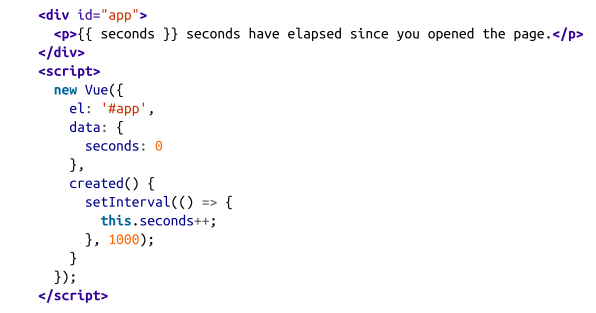 <div id="app">
  <p>{{ seconds }} seconds have elapsed since you opened the page.</p>
</div>
<script>
  new Vue({
    el: '#app',
    data: {
      seconds: 0
    },
    created() {
      setInterval(() => {
        this.seconds++;
      }, 1000);
    }
  });
</script>